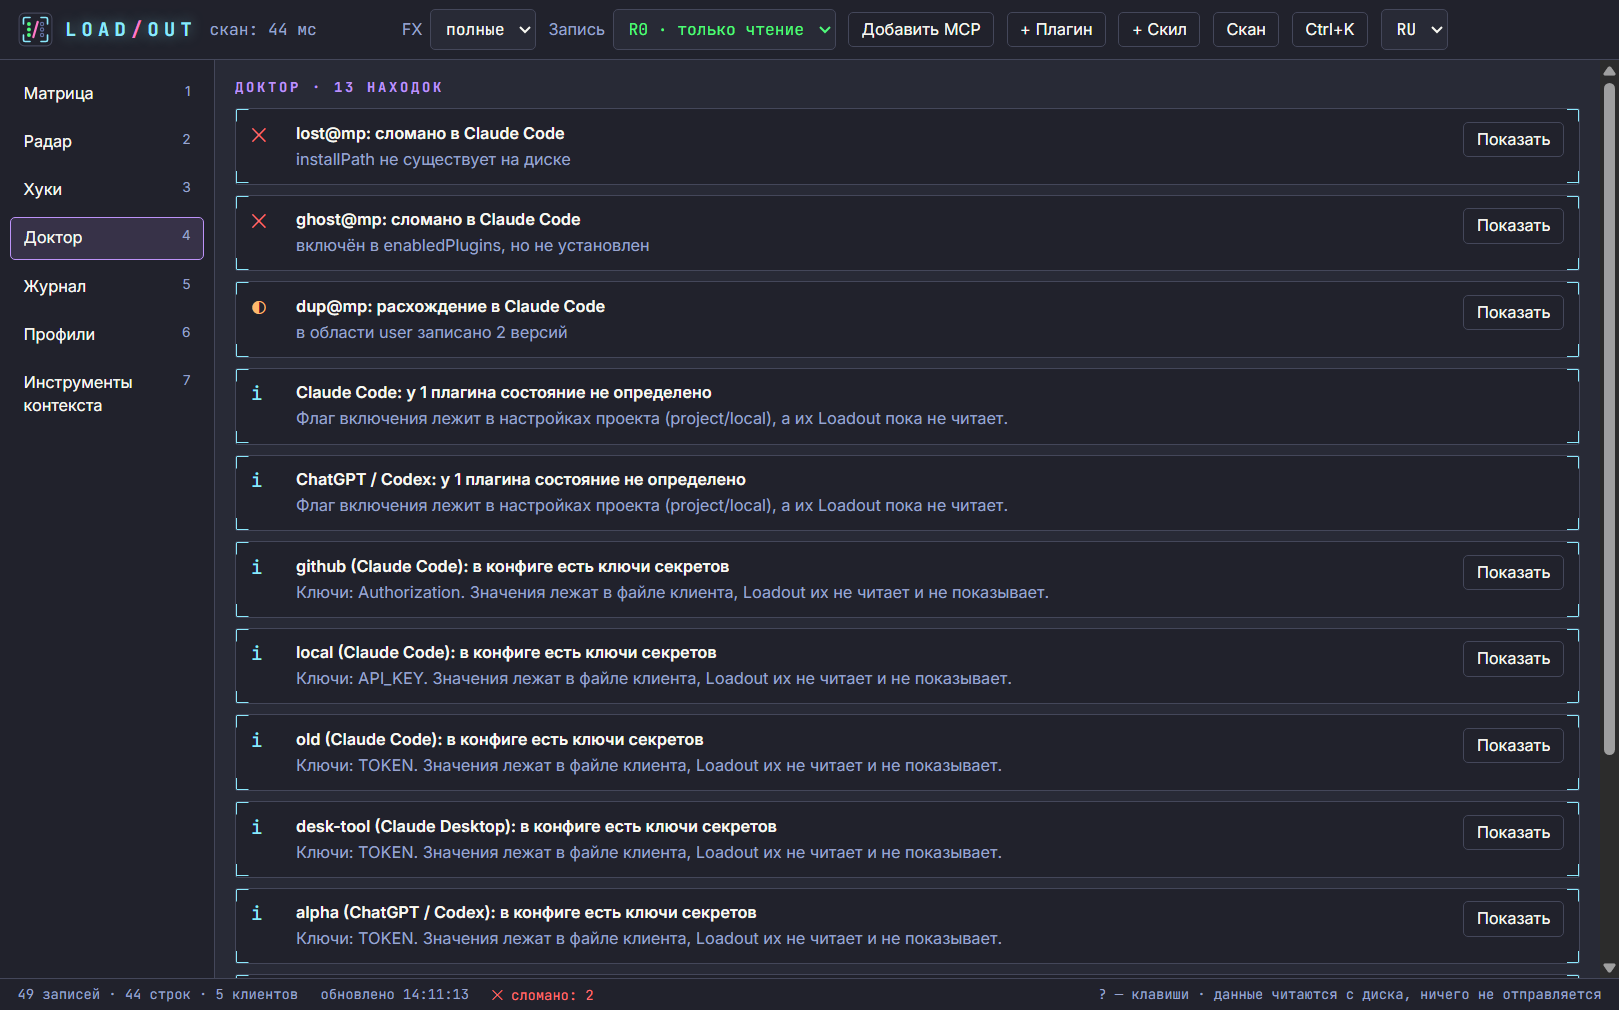 LOAD/OUT скан: 44 мс FX полные Запись R0 · только чтение Добавить MCP + Плагин + Скил Скан Ctrl+K RU
Матрица 1
Радар 2
Хуки 3
Доктор 4
Журнал 5
Профили 6
Инструменты контекста 7
ДОКТОР · 13 НАХОДОК
lost@mp: сломано в Claude Code
installPath не существует на диске
Показать
ghost@mp: сломано в Claude Code
включён в enabledPlugins, но не установлен
Показать
dup@mp: расхождение в Claude Code
в области user записано 2 версий
Показать
Claude Code: у 1 плагина состояние не определено
Флаг включения лежит в настройках проекта (project/local), а их Loadout пока не читает.
ChatGPT / Codex: у 1 плагина состояние не определено
Флаг включения лежит в настройках проекта (project/local), а их Loadout пока не читает.
github (Claude Code): в конфиге есть ключи секретов
Ключи: Authorization. Значения лежат в файле клиента, Loadout их не читает и не показывает.
Показать
local (Claude Code): в конфиге есть ключи секретов
Ключи: API_KEY. Значения лежат в файле клиента, Loadout их не читает и не показывает.
Показать
old (Claude Code): в конфиге есть ключи секретов
Ключи: TOKEN. Значения лежат в файле клиента, Loadout их не читает и не показывает.
Показать
desk-tool (Claude Desktop): в конфиге есть ключи секретов
Ключи: TOKEN. Значения лежат в файле клиента, Loadout их не читает и не показывает.
Показать
alpha (ChatGPT / Codex): в конфиге есть ключи секретов
Ключи: TOKEN. Значения лежат в файле клиента, Loadout их не читает и не показывает.
Показать
49 записей · 44 строк · 5 клиентов обновлено 14:11:13 сломано: 2 ? — клавиши · данные читаются с диска, ничего не отправляется